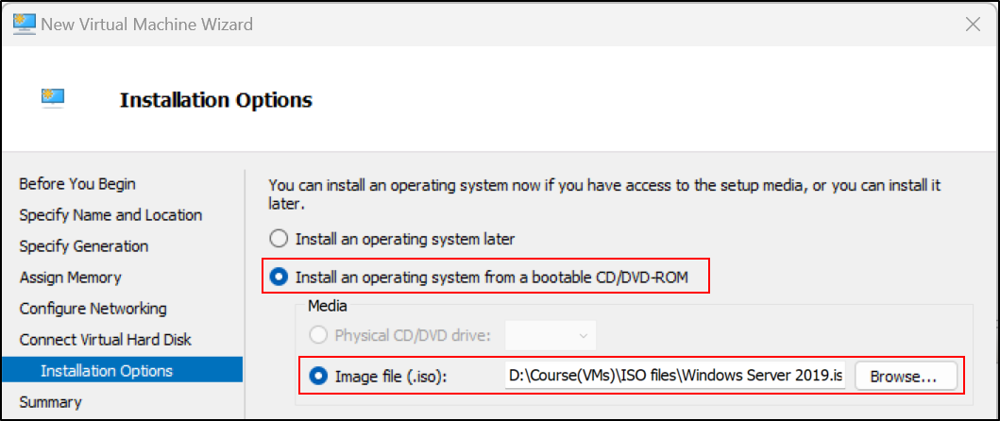 New Virtual Machine Wizard
Installation Options
Before You Begin
Specify Name and Location
Specify Generation
Assign Memory
Configure Networking
Connect Virtual Hard Disk
Installation Options
Summary
You can install an operating system now if you have access to the setup media, or you can install it
later.
Install an operating system later
Install an operating system from a bootable CD/DVD-ROM
Media
Physical CD/DVD drive:
Image file (.iso): D:\Course(VMs)\ISO files\Windows Server 2019.is Browse...